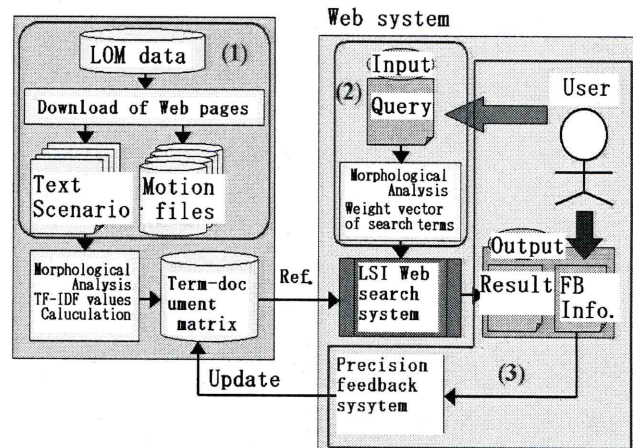 Web system
LOM data
(1)
Download of Web pages
Text
Scenario
Motion
files
Morphological
Analysis
TF-IDF values
Caluculation
Term-doc
ument
matrix
Ref.
Update
(Input)
(2)
Query
Morphological
Analysis
Weight vector
of search terms
LSI Web
search
system
User
Output
Result
FB
Info.
Precision
feedback
sysytem
(3)